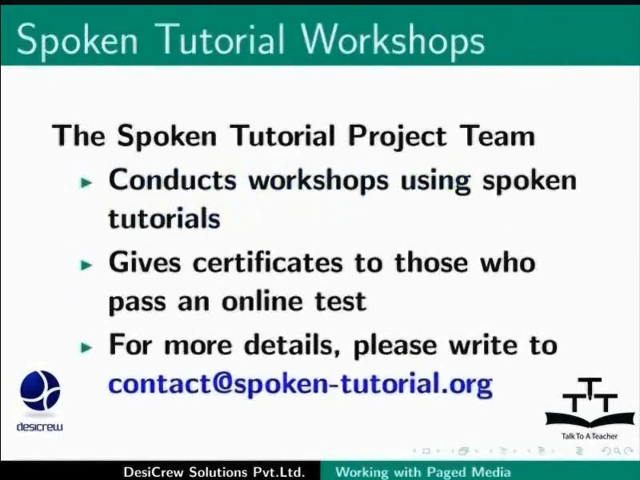 Spoken Tutorial Workshops
The Spoken Tutorial Project Team
Conducts workshops using spoken
tutorials
Gives certificates to those who
pass an online test
For more details, please write to
contact@spoken-tutorial.org
desicrew
TTT
Talk To A Teacher
DesiCrew Solutions Pvt.Ltd. Working with Paged Media